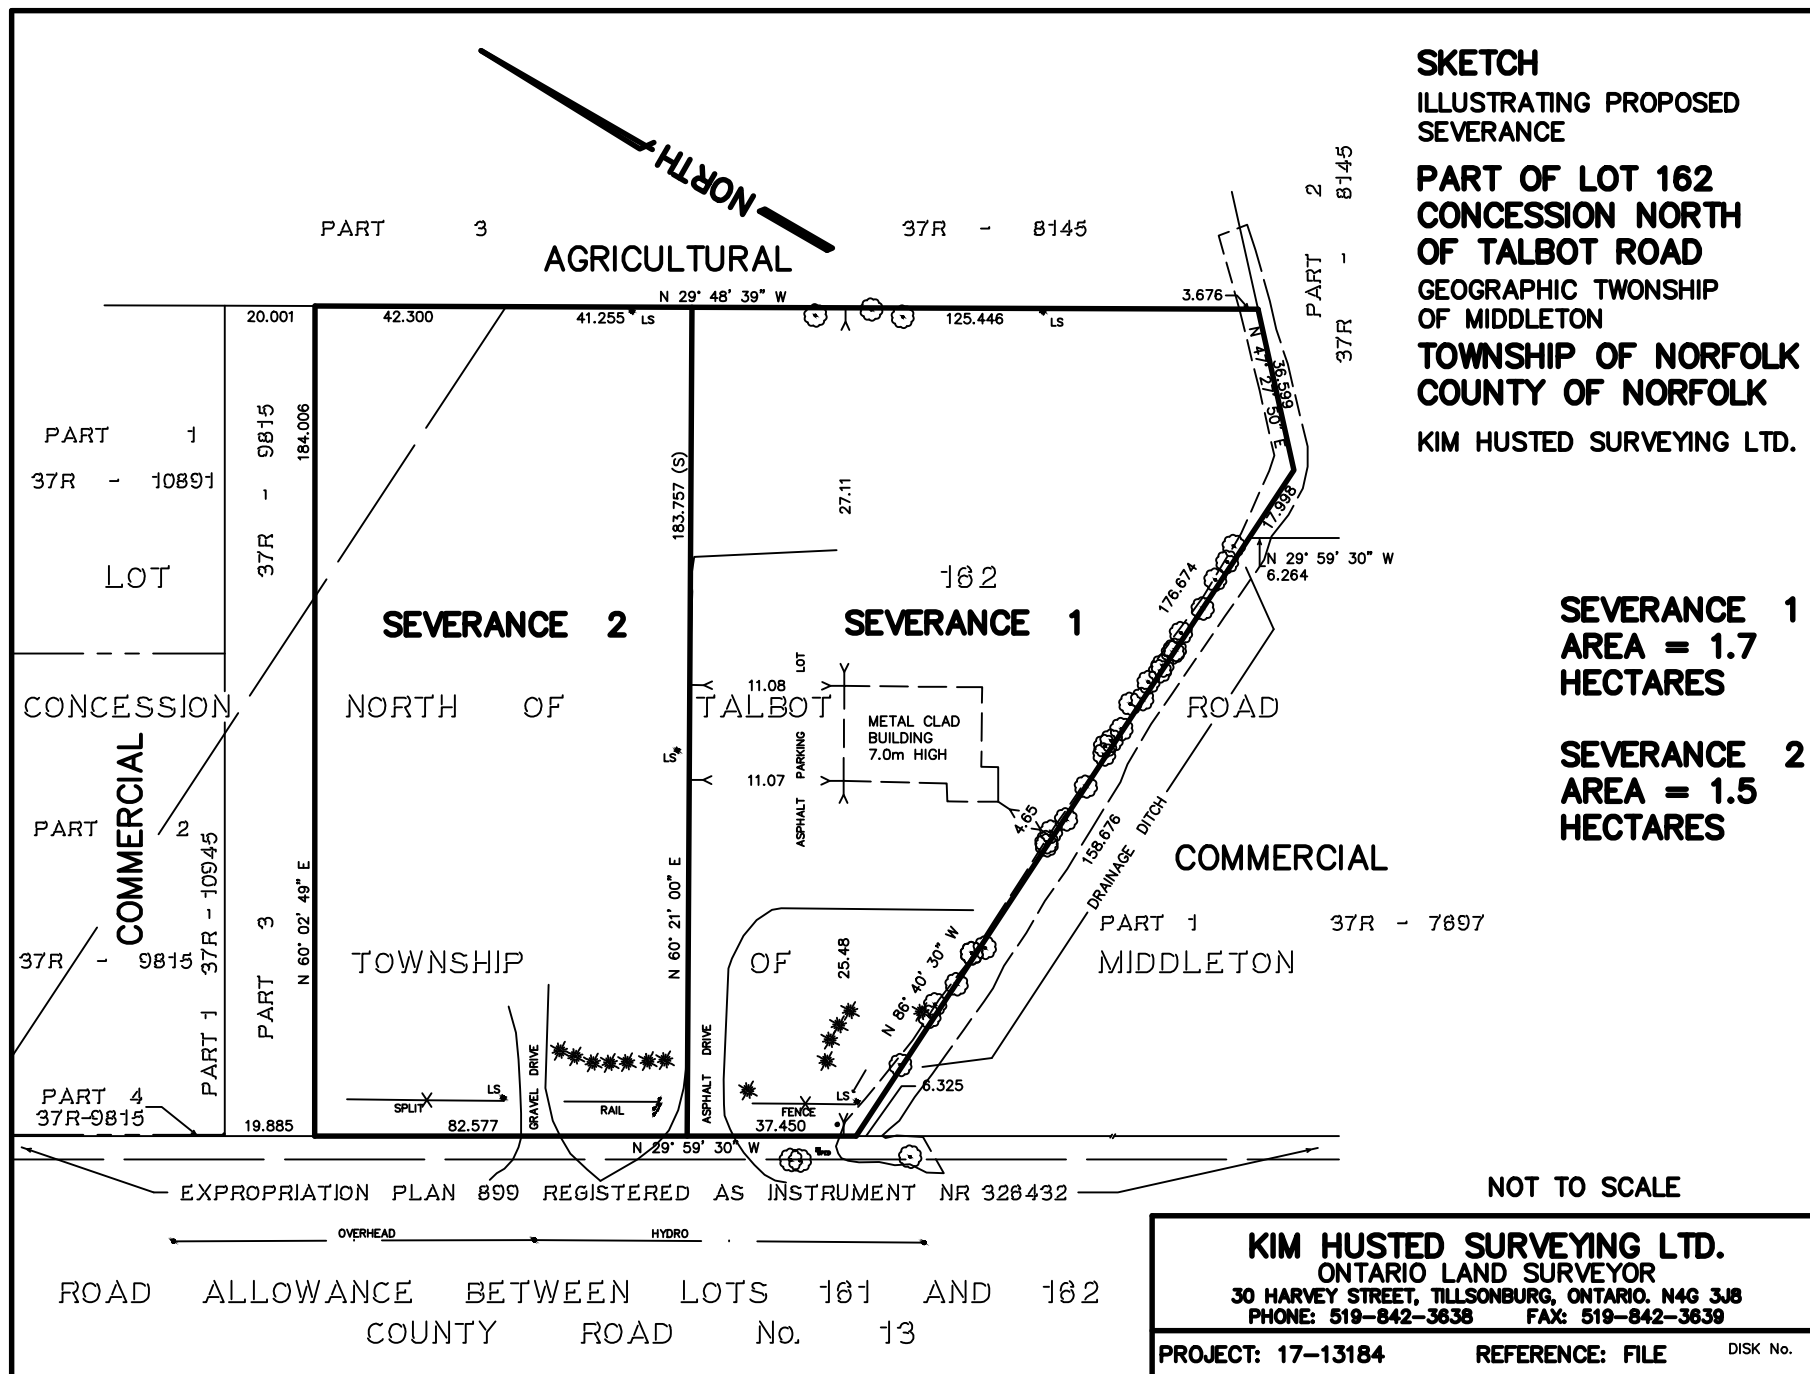 SKETCH
ILLUSTRATING PROPOSED
SEVERANCE
PART OF LOT 162
CONCESSION NORTH
OF TALBOT ROAD
GEOGRAPHIC TWONSHIP
OF MIDDLETON
TOWNSHIP OF NORFOLK
COUNTY OF NORFOLK
KIM HUSTED SURVEYING LTD.
SEVERANCE 1
AREA = 1.7
HECTARES
SEVERANCE 2
AREA = 1.5
HECTARES
NORTH
PART 3 37R - 8145
AGRICULTURAL
PART 2
37R - 8145
N 29° 48' 39" W
3.676
20.001
42.300
41.255
LS
125.446
LS
N 47° 27' 50" E
36.599
17.998
N 29° 59' 30" W
6.264
PART 1
37R - 10891
37R - 9815
184.006
183.757 (S)
27.11
176.674
LOT
162
SEVERANCE 2
SEVERANCE 1
CONCESSION NORTH OF TALBOT ROAD
11.08
ASPHALT PARKING LOT
METAL CLAD
BUILDING
7.0m HIGH
LS
11.07
4.65
158.676
DRAINAGE DITCH
COMMERCIAL
COMMERCIAL
PART 2
37R - 9815
PART 1 37R - 10945
PART 3
N 60° 02' 49" E
N 60° 21' 00" E
PART 1 37R - 7697
TOWNSHIP OF MIDDLETON
25.48
N 86° 40' 30" W
PART 4
37R-9815
19.885
SPLIT
LS
GRAVEL DRIVE
RAIL
ASPHALT DRIVE
FENCE
LS
6.325
82.577
37.450
N 29° 59' 30" W
EXPROPRIATION PLAN 899 REGISTERED AS INSTRUMENT NR 326432
OVERHEAD HYDRO
ROAD ALLOWANCE BETWEEN LOTS 161 AND 162
COUNTY ROAD No. 13
NOT TO SCALE
KIM HUSTED SURVEYING LTD.
ONTARIO LAND SURVEYOR
30 HARVEY STREET, TILLSONBURG, ONTARIO. N4G 3J8
PHONE: 519-842-3638 FAX: 519-842-3639
PROJECT: 17-13184 REFERENCE: FILE DISK No.